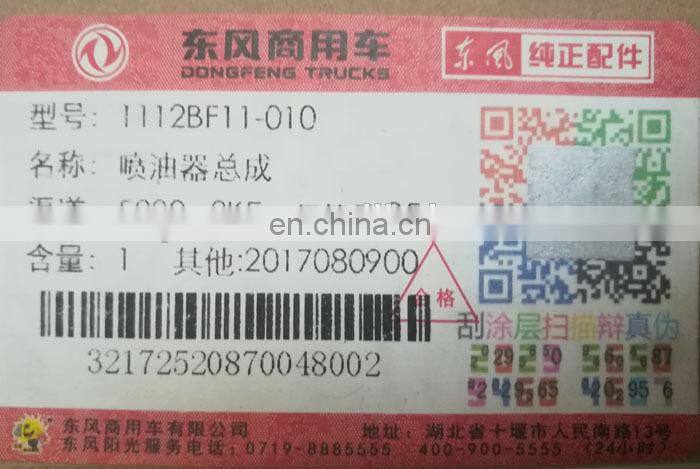 东风商用车 东风 纯正配件
DONGFENG TRUCKS
型号: 1112BF11-010
名称: 喷油器总成
en.china.cn
含量: 1 其他:2017080900
合格
刮涂层扫描辩真伪
32172520870048002
东风商用车有限公司 地址: 湖北省十堰市人民南路13号
东风阳光服务电话: 0719-8885555 400-900-5555 (24小时)